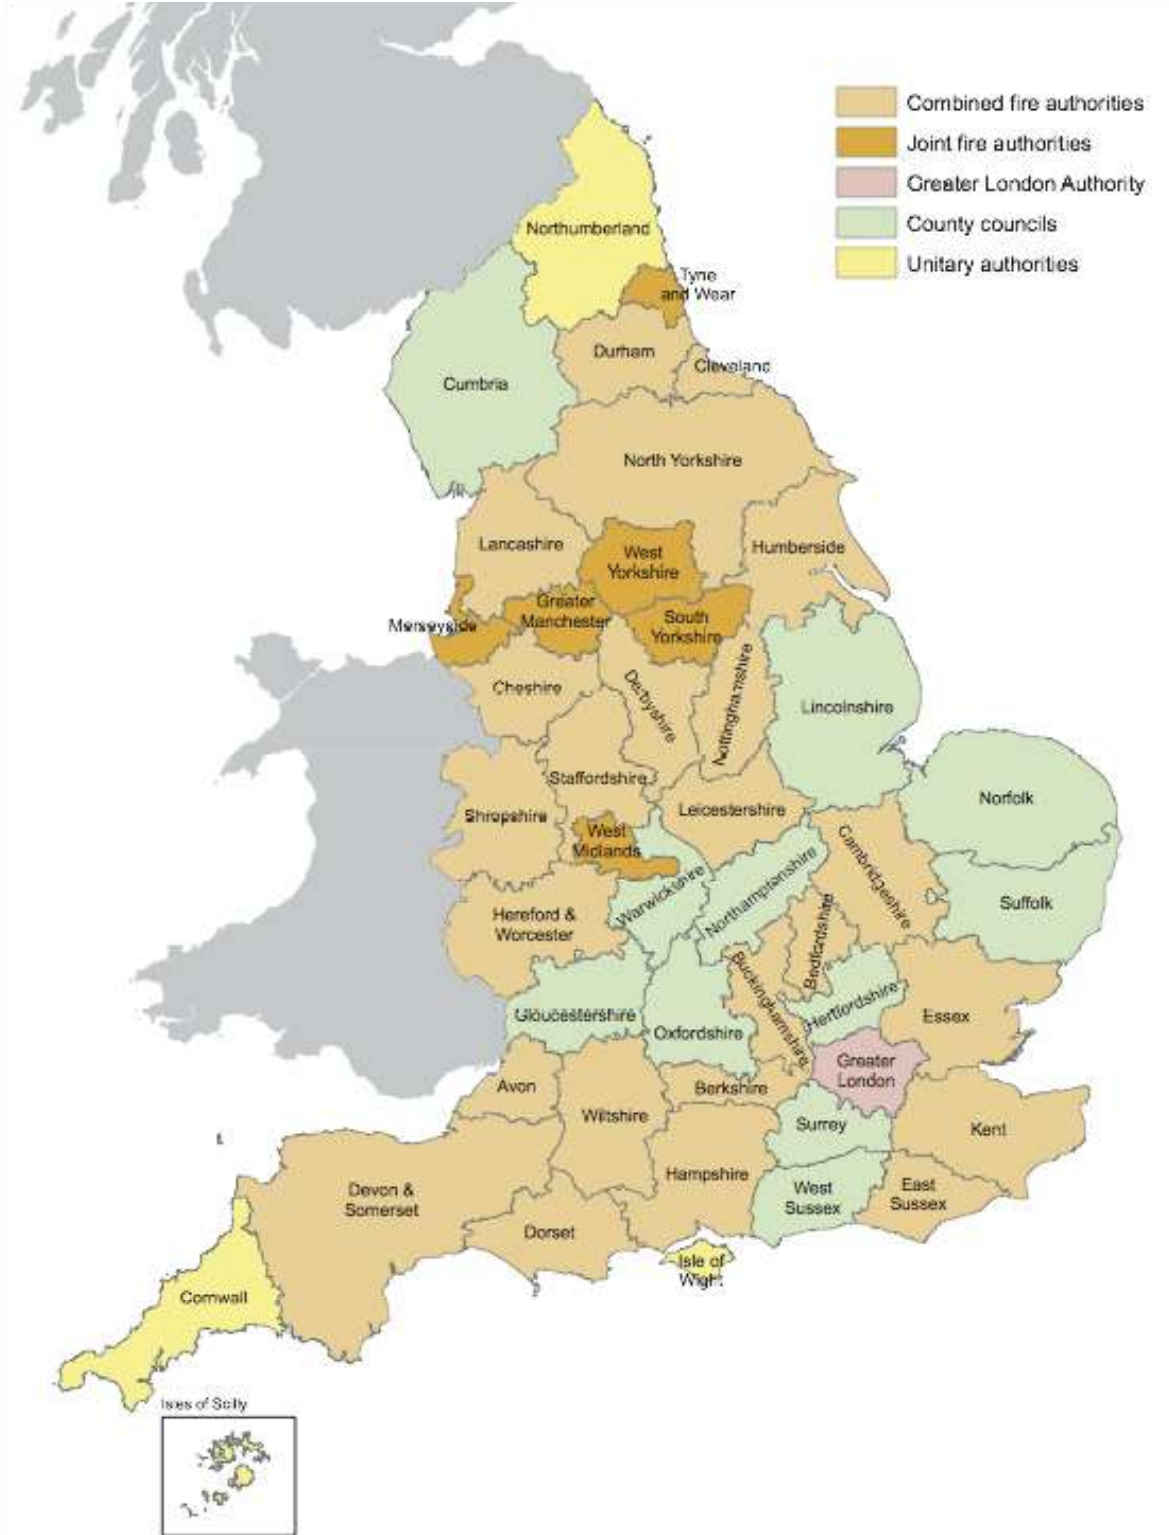 Combined fire authorities
Joint fire authorities
Greater London Authority
County councils
Unitary authorities
Northumberland
Tyne
and Wear
Durham
Cleveland
Cumbria
North Yorkshire
Lancashire
West
Yorkshire
Humberside
Greater
Manchester
South
Yorkshire
Merseyside
Cheshire
Derbyshire
Nottinghamshire
Lincolnshire
Staffordshire
Shropshire
Leicestershire
Norfolk
West
Midlands
Cambridgeshire
Warwickshire
Northamptonshire
Suffolk
Hereford &
Worcester
Bedfordshire
Buckinghamshire
Hertfordshire
Essex
Gloucestershire
Oxfordshire
Greater
London
Avon
Berkshire
Wiltshire
Surrey
Kent
Hampshire
Devon &
Somerset
West
Sussex
East
Sussex
Dorset
Isle of
Wight
Cornwall
Isles of Scilly